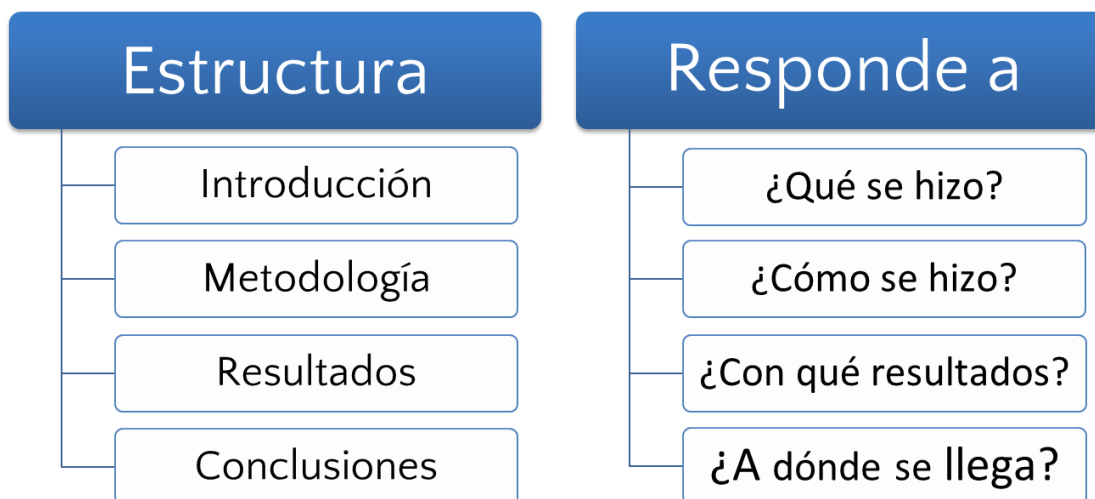 Estructura
Introducción
Metodología
Resultados
Conclusiones
Responde a
¿Qué se hizo?
¿Cómo se hizo?
¿Con qué resultados?
¿A dónde se llega?